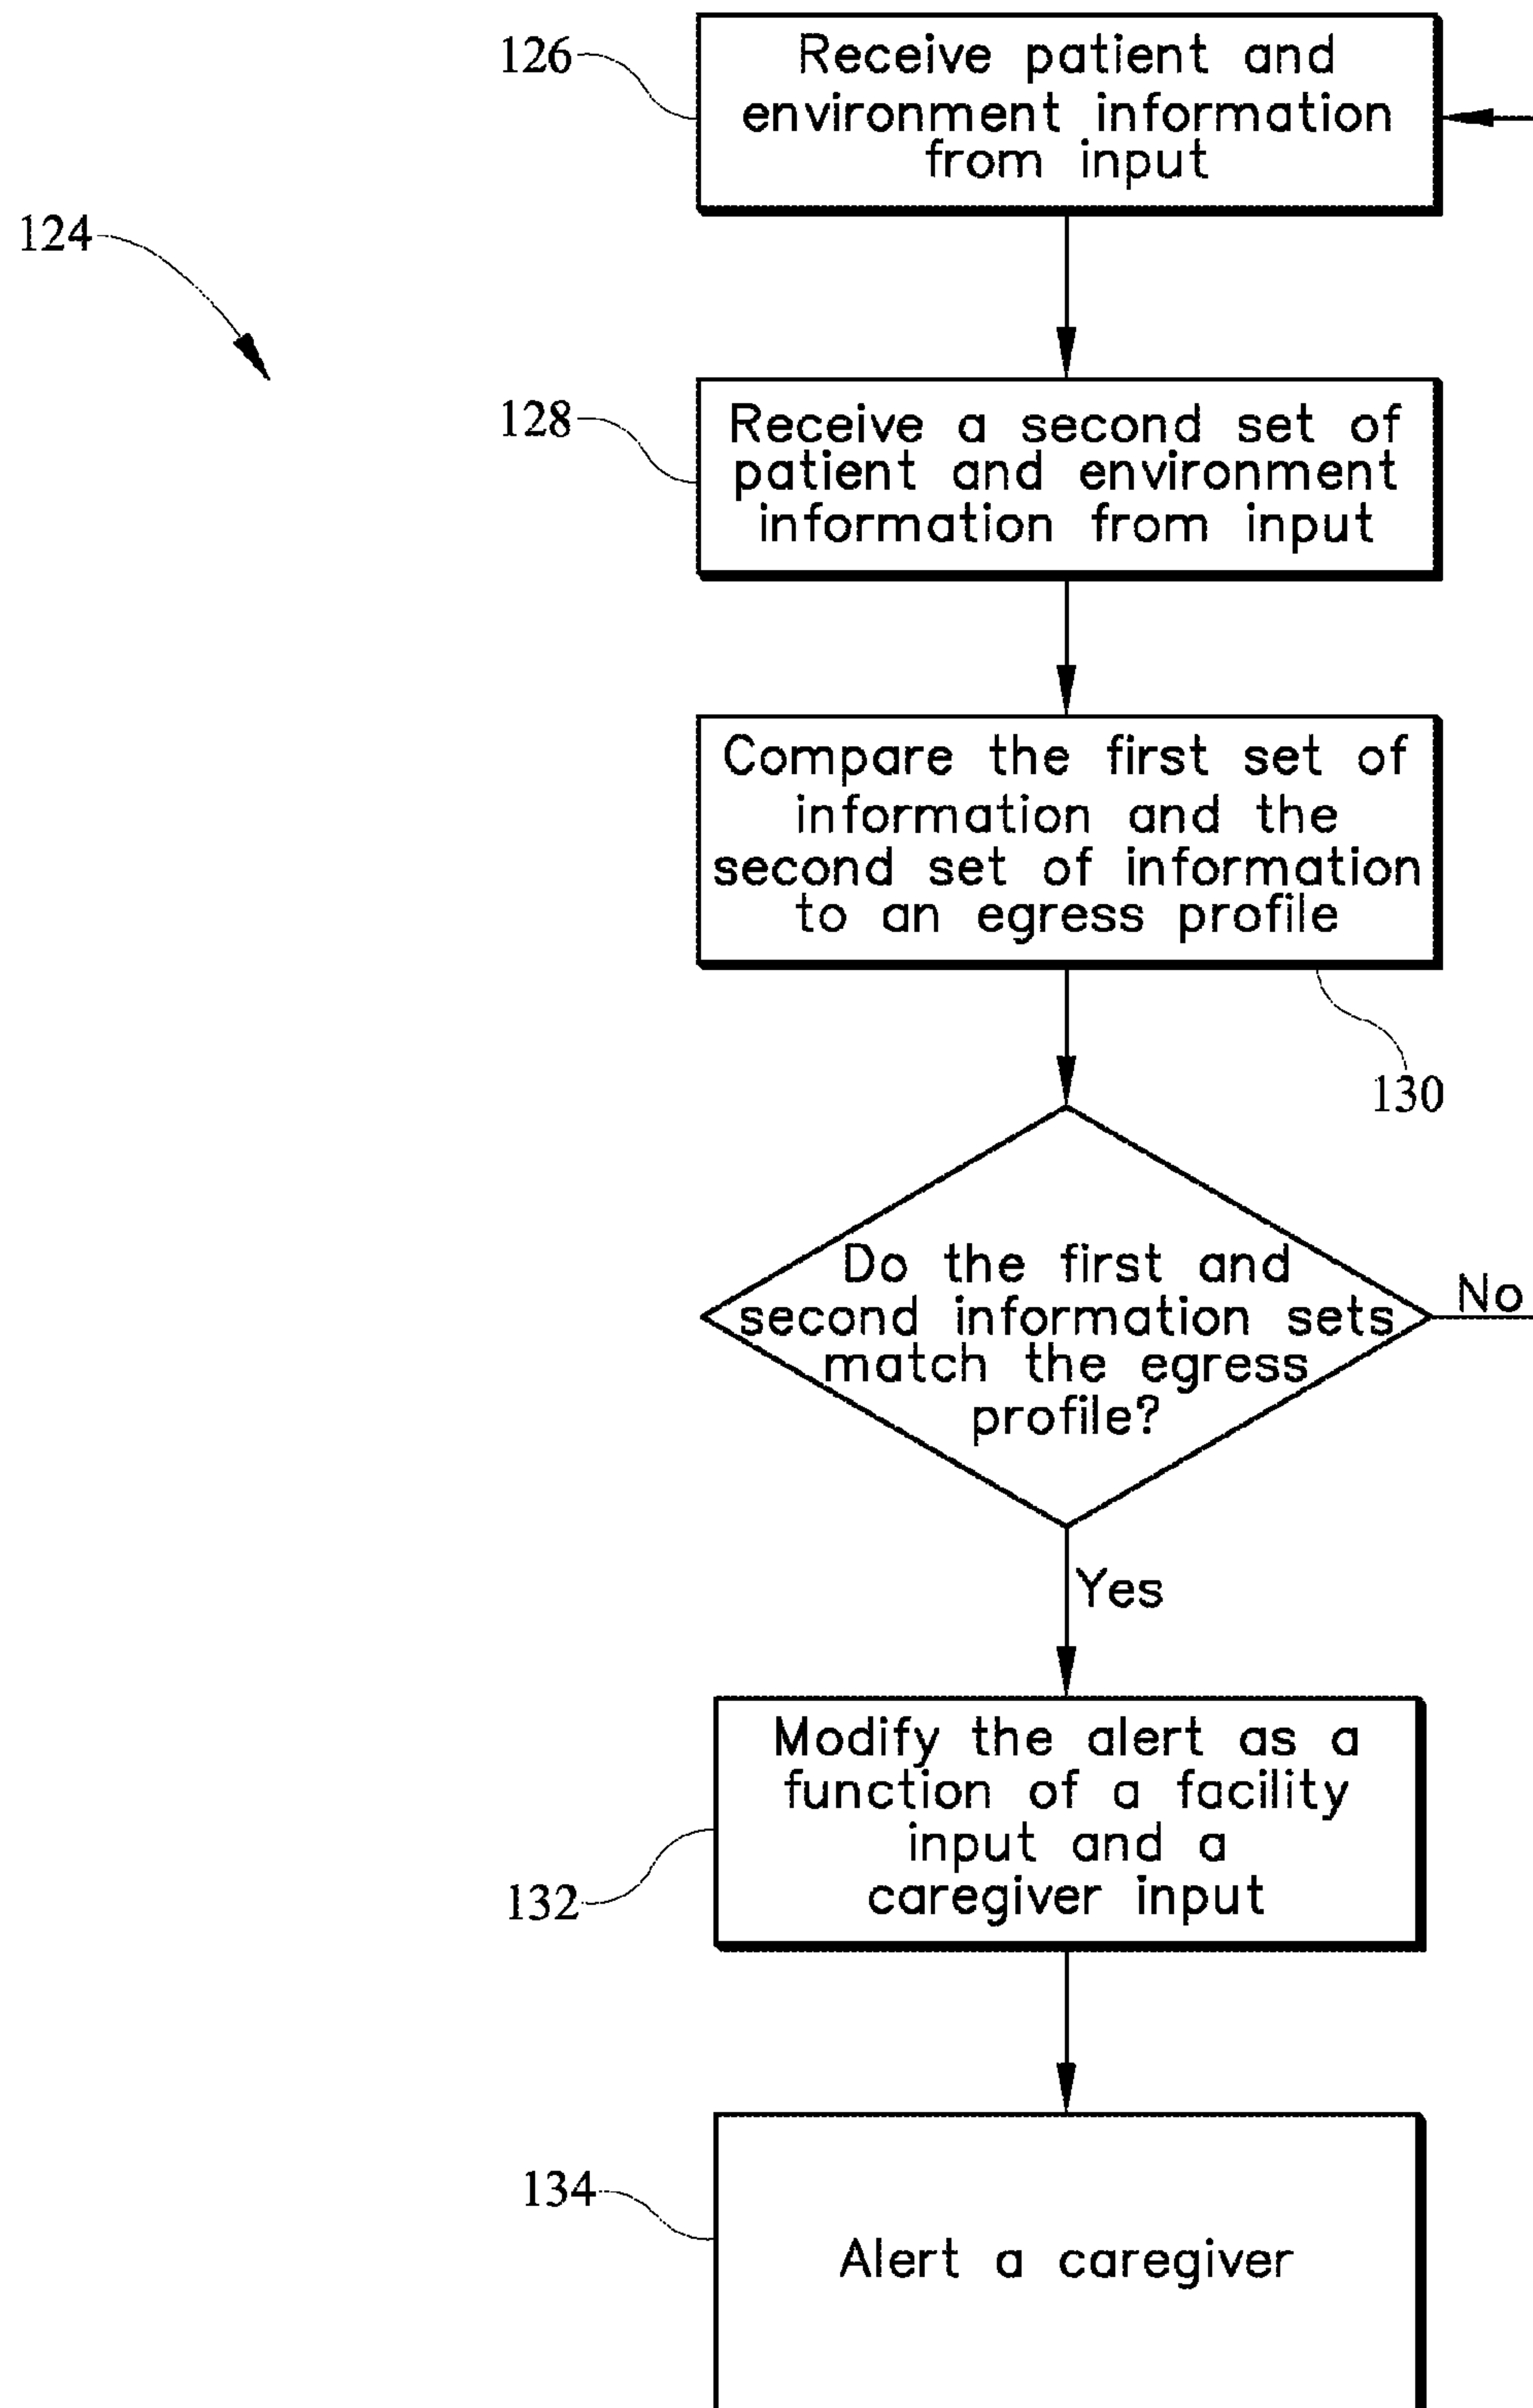 126
Receive patient and
environment information
from input
124
128
Receive a second set of
patient and environment
information from input
Compare the first set of
information and the
second set of information
to an egress profile
130
Do the first and
second information sets
match the egress
profile?
No
Yes
Modify the alert as a
function of a facility
input and a
caregiver input
132
134
Alert a caregiver